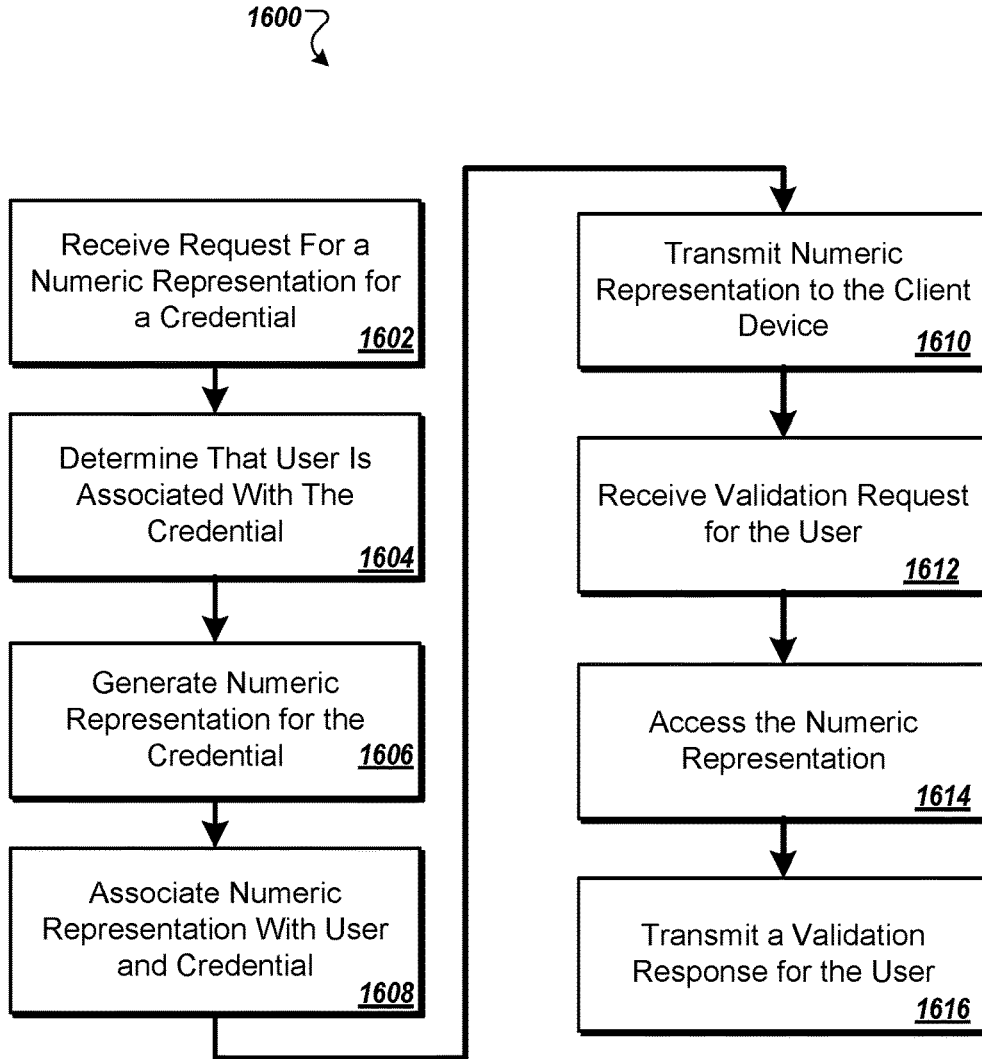 1600
Receive Request For a
Numeric Representation for
a Credential
1602
Determine That User Is
Associated With The
Credential
1604
Generate Numeric
Representation for the
Credential
1606
Associate Numeric
Representation With User
and Credential
1608
Transmit Numeric
Representation to the Client
Device
1610
Receive Validation Request
for the User
1612
Access the Numeric
Representation
1614
Transmit a Validation
Response for the User
1616